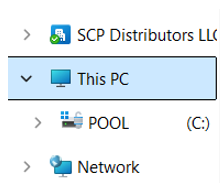 SCP Distributors LLC
This PC
POOL (C:)
Network